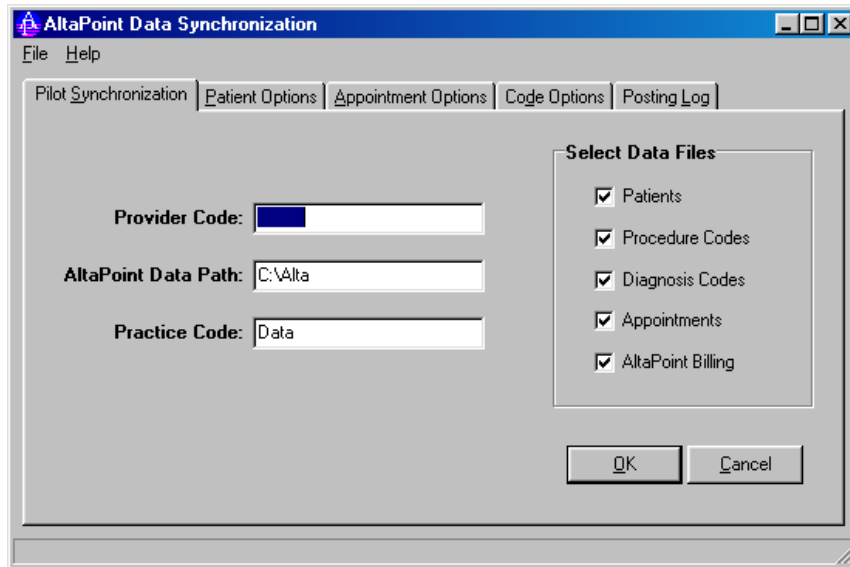 AltaPoint Data Synchronization
File Help
Pilot Synchronization Patient Options Appointment Options Code Options Posting Log
Select Data Files
Patients
Provider Code:
Procedure Codes
AltaPoint Data Path: C:\Alta
Diagnosis Codes
Practice Code: Data
Appointments
AltaPoint Billing
OK Cancel